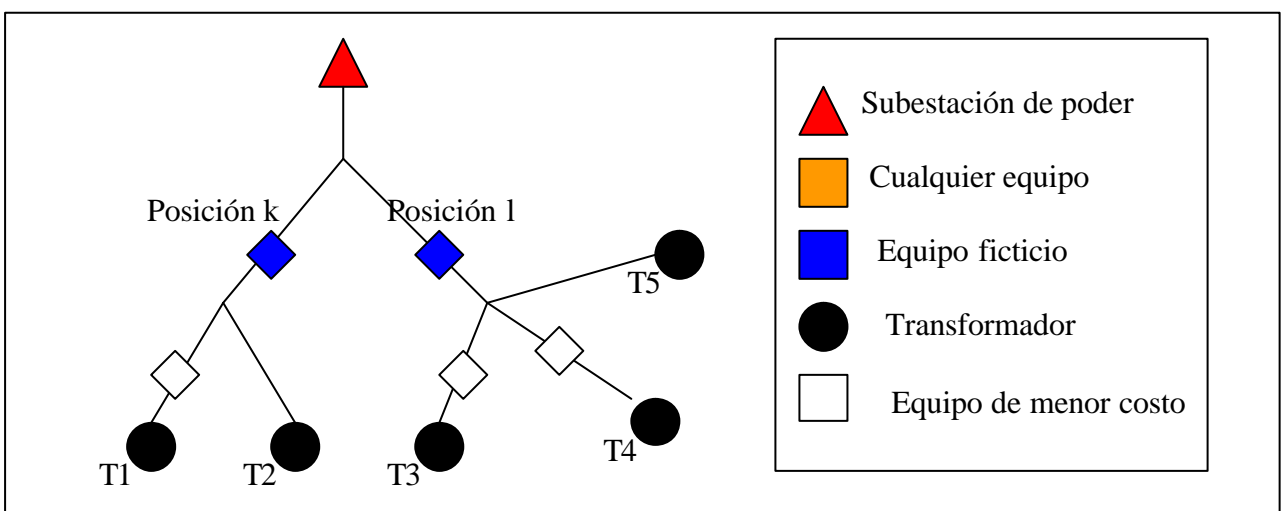 Posición k
Posición l
T5
T1
T2
T3
T4
Subestación de poder
Cualquier equipo
Equipo ficticio
Transformador
Equipo de menor costo